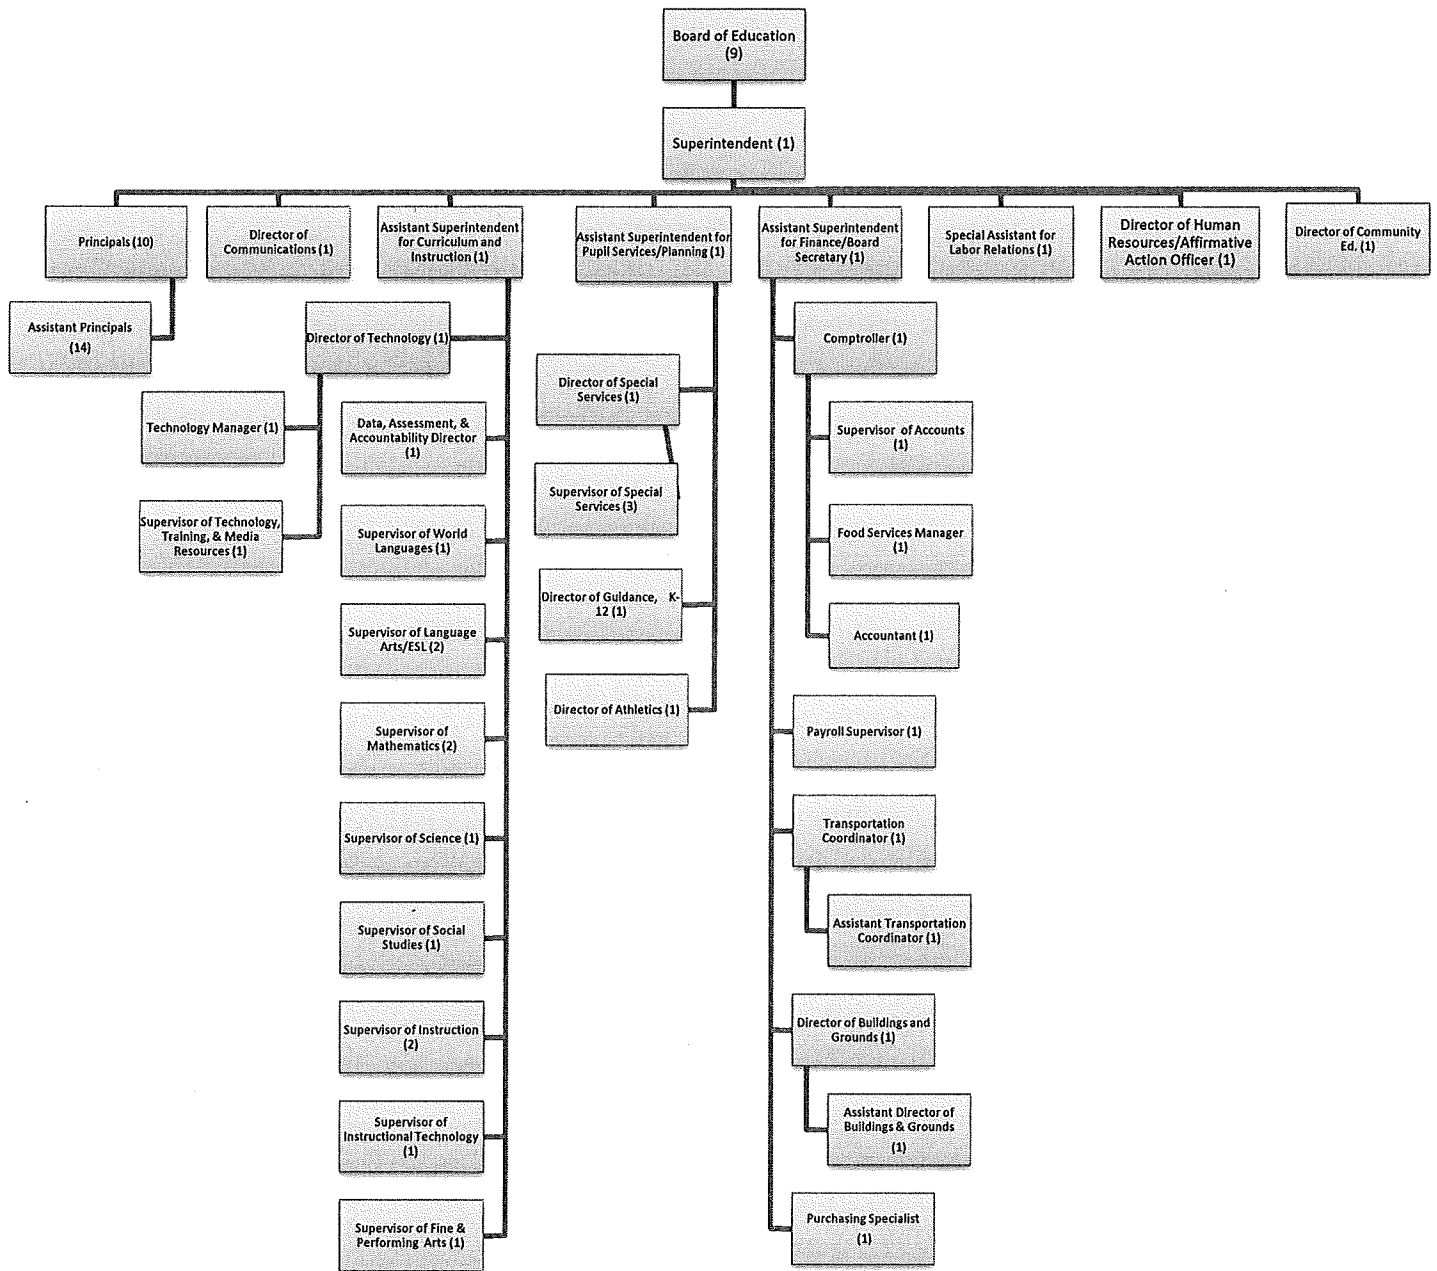 Board of Education
(9)
Superintendent (1)
Principals (10)
Director of
Communications (1)
Assistant Superintendent
for Curriculum and
Instruction (1)
Assistant Superintendent for
Pupil Services/Planning (1)
Assistant Superintendent
for Finance/Board
Secretary (1)
Special Assistant for
Labor Relations (1)
Director of Human
Resources/Affirmative
Action Officer (1)
Director of Community
Ed. (1)
Assistant Principals
(14)
Director of Technology (1)
Technology Manager (1)
Supervisor of Technology,
Training, & Media
Resources (1)
Data, Assessment, &
Accountability Director
(1)
Supervisor of World
Languages (1)
Supervisor of Language
Arts/ESL (2)
Supervisor of
Mathematics (2)
Supervisor of Science (1)
Supervisor of Social
Studies (1)
Supervisor of Instruction
(2)
Supervisor of
Instructional Technology
(1)
Supervisor of Fine &
Performing Arts (1)
Director of Special
Services (1)
Supervisor of Special
Services (3)
Director of Guidance, K-
12 (1)
Director of Athletics (1)
Comptroller (1)
Supervisor of Accounts
(1)
Food Services Manager
(1)
Accountant (1)
Payroll Supervisor (1)
Transportation
Coordinator (1)
Assistant Transportation
Coordinator (1)
Director of Buildings and
Grounds (1)
Assistant Director of
Buildings & Grounds
(1)
Purchasing Specialist
(1)